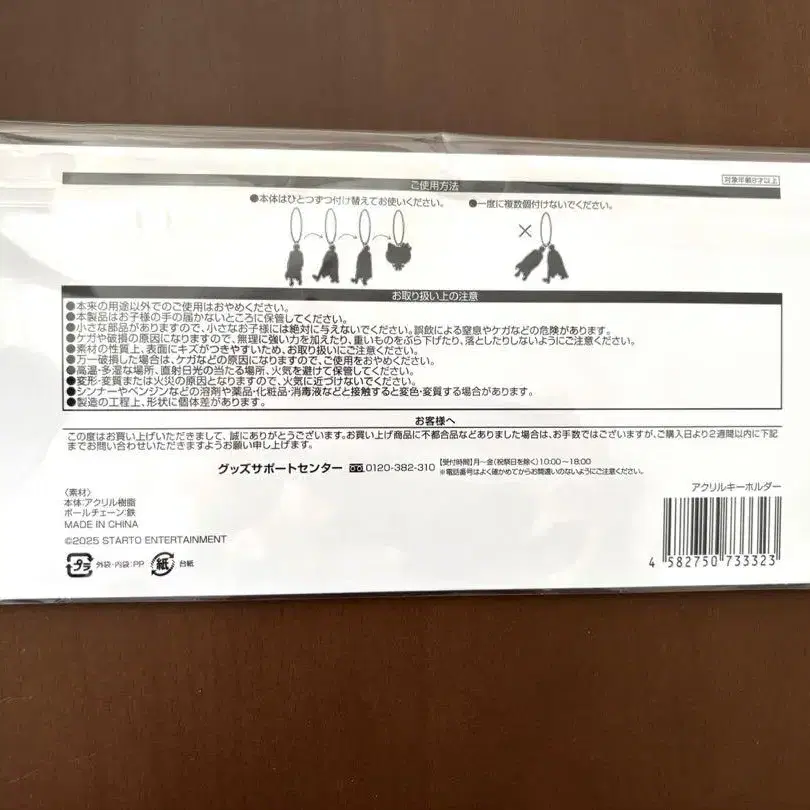 対象年齢8才以上
ご使用方法
●本体はひとつずつ付け替えてお使いください。
●一度に複数個付けないでください。
お取り扱い上の注意
●本来の用途以外でのご使用はおやめください。
●本製品はお子様の手の届かないところに保管してください。
●小さな部品がありますので、小さなお子様には絶対に与えないでください。誤飲による窒息やケガなどの危険があります。
●ケガや破損の原因になりますので、無理に強い力を加えたり、重いものをぶら下げたり、落としたりしないようにご注意ください。
●素材の性質上、表面にキズがつきやすいため、お取り扱いにご注意ください。
●万一破損した場合は、ケガなどの原因になりますので、ご使用をおやめください。
●高温・多湿な場所、直射日光の当たる場所、火気を避けて保管してください。
●変形・変質または火災の原因となりますので、火気に近づけないでください。
●シンナーやベンジンなどの溶剤や薬品・化粧品・消毒液などと接触すると変色・変質する場合があります。
●製造の工程上、形状に個体差があります。
お客様へ
この度はお買い上げいただきまして、誠にありがとうございます。お買い上げ商品に不都合品などありました場合は、お手数ではございますが、ご購入日より2週間以内に下記
までお問い合わせいただきますようお願い申し上げます。
グッズサポートセンター 0120-382-310 【受付時間】月～金(祝祭日を除く)10:00～18:00
※電話番号はよく確かめてからお間違いのないようにご注意ください。
〈素材〉
本体:アクリル樹脂
ボールチェーン:鉄
MADE IN CHINA
©2025 STARTO ENTERTAINMENT
プラ 外袋・内袋:PP 紙 台紙
アクリルキーホルダー
4 582750 733323